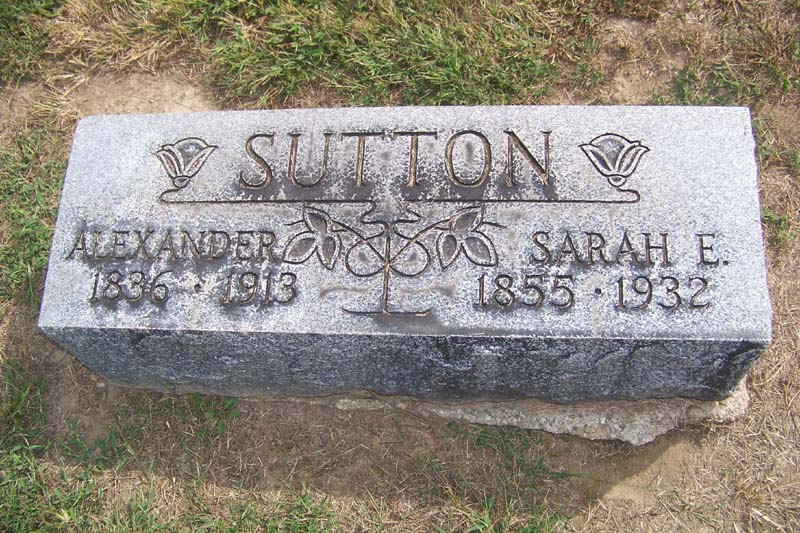 SUTTON
ALEXANDER SARAH E.
1836 · 1913 1855 · 1932